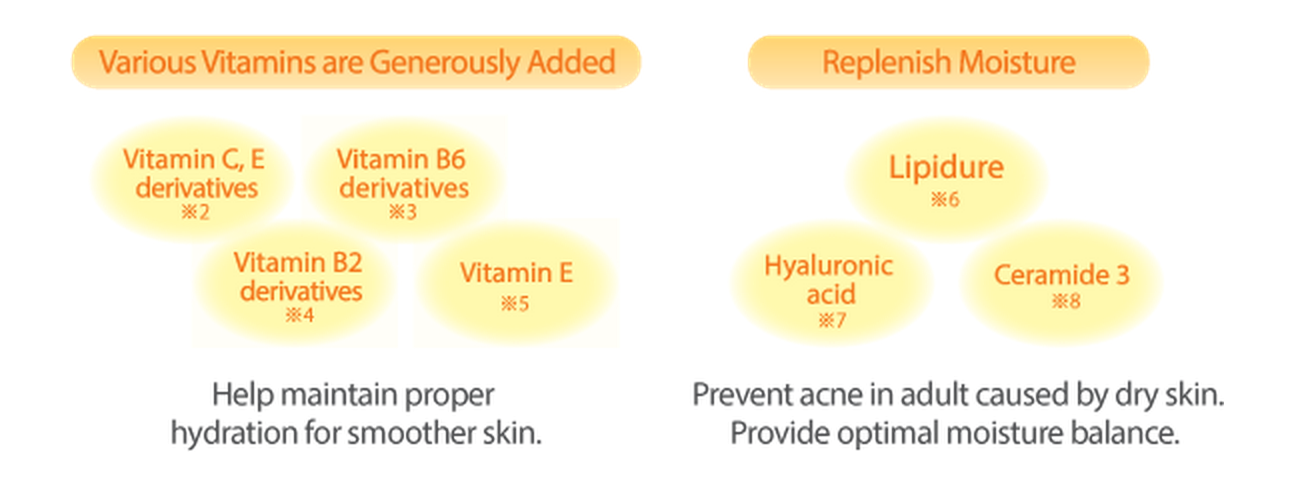 Various Vitamins are Generously Added
Vitamin C, E
derivatives
※2
Vitamin B6
derivatives
※3
Vitamin B2
derivatives
※4
Vitamin E
※5
Help maintain proper
hydration for smoother skin.
Replenish Moisture
Lipidure
※6
Hyaluronic
acid
※7
Ceramide 3
※8
Prevent acne in adult caused by dry skin.
Provide optimal moisture balance.